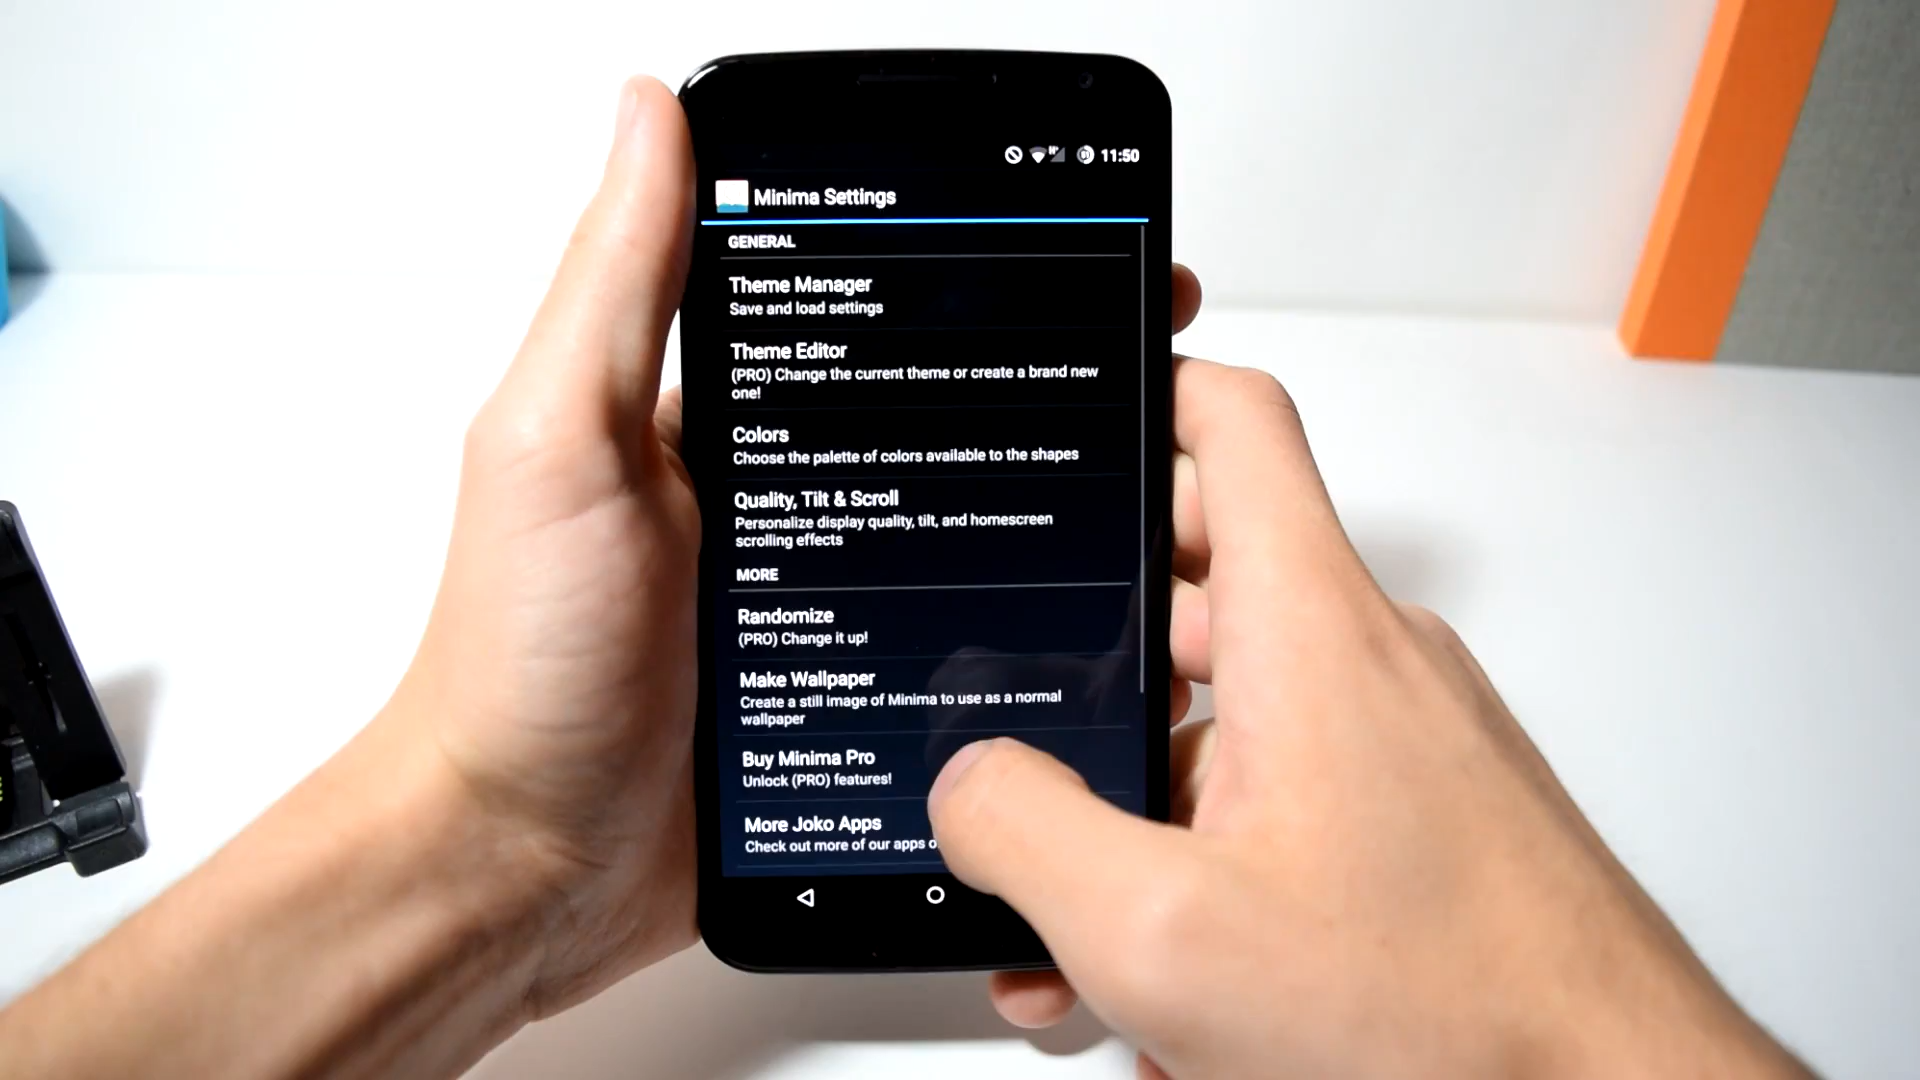 11:50
Minima Settings
GENERAL
Theme Manager
Save and load settings
Theme Editor
(PRO) Change the current theme or create a brand new
one!
Colors
Choose the palette of colors available to the shapes
Quality, Tilt & Scroll
Personalize display quality, tilt, and homescreen
scrolling effects
MORE
Randomize
(PRO) Change it up!
Make Wallpaper
Create a still image of Minima to use as a normal
wallpaper
Buy Minima Pro
Unlock (PRO) features!
More Joko Apps
Check out more of our apps